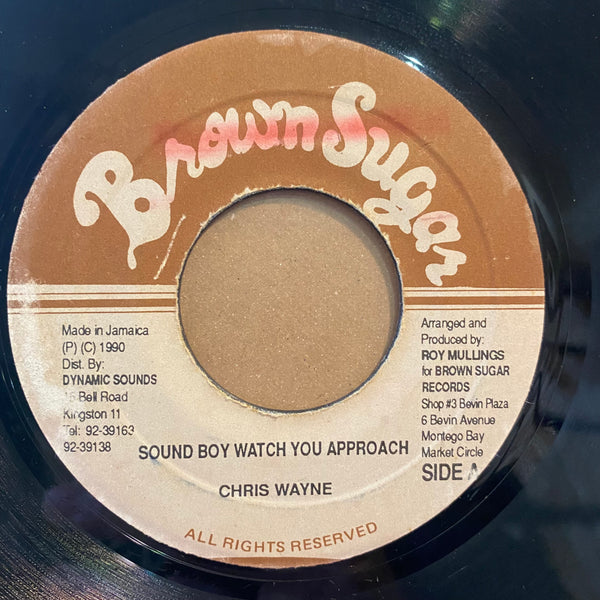 Brown Sugar
Made in Jamaica
(P) (C) 1990
Dist. By:
DYNAMIC SOUNDS
Bell Road
Kingston 11
Tel: 92-39163
92-39138
Arranged and
Produced by:
ROY MULLINGS
for BROWN SUGAR
RECORDS
Shop #3 Bevin Plaza
6 Bevin Avenue
Montego Bay
Market Circle
SIDE A
SOUND BOY WATCH YOU APPROACH
CHRIS WAYNE
ALL RIGHTS RESERVED